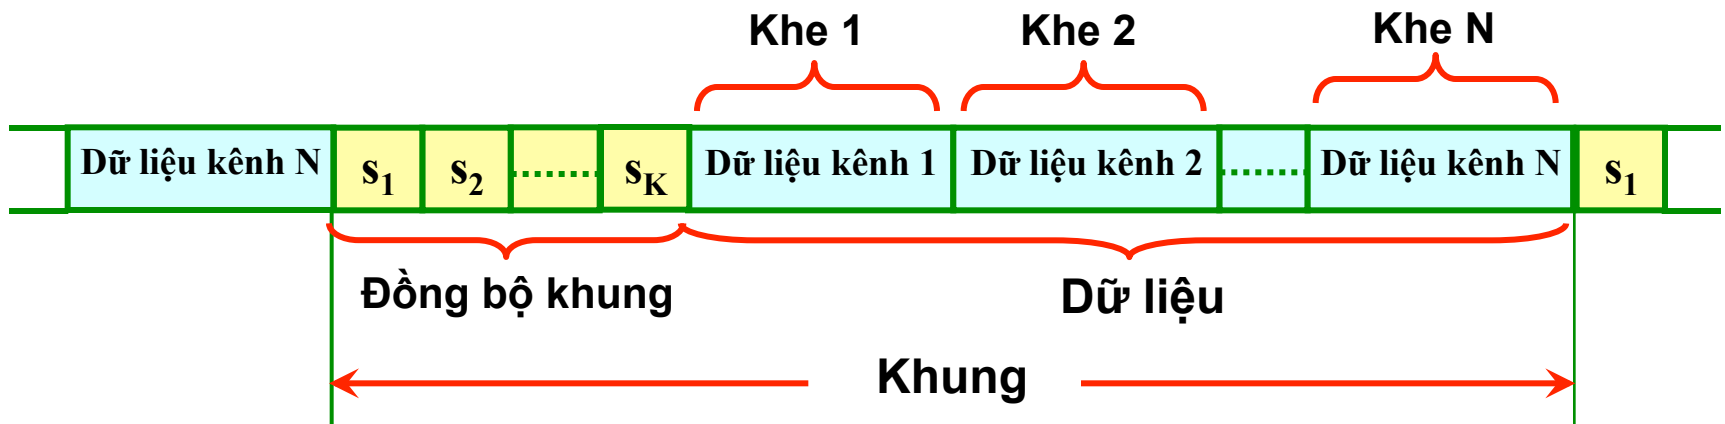 Khe 1 Khe 2 Khe N
Dữ liệu kênh N s1 s2 ........ sK Dữ liệu kênh 1 Dữ liệu kênh 2 ........ Dữ liệu kênh N s1
Đồng bộ khung Dữ liệu
Khung